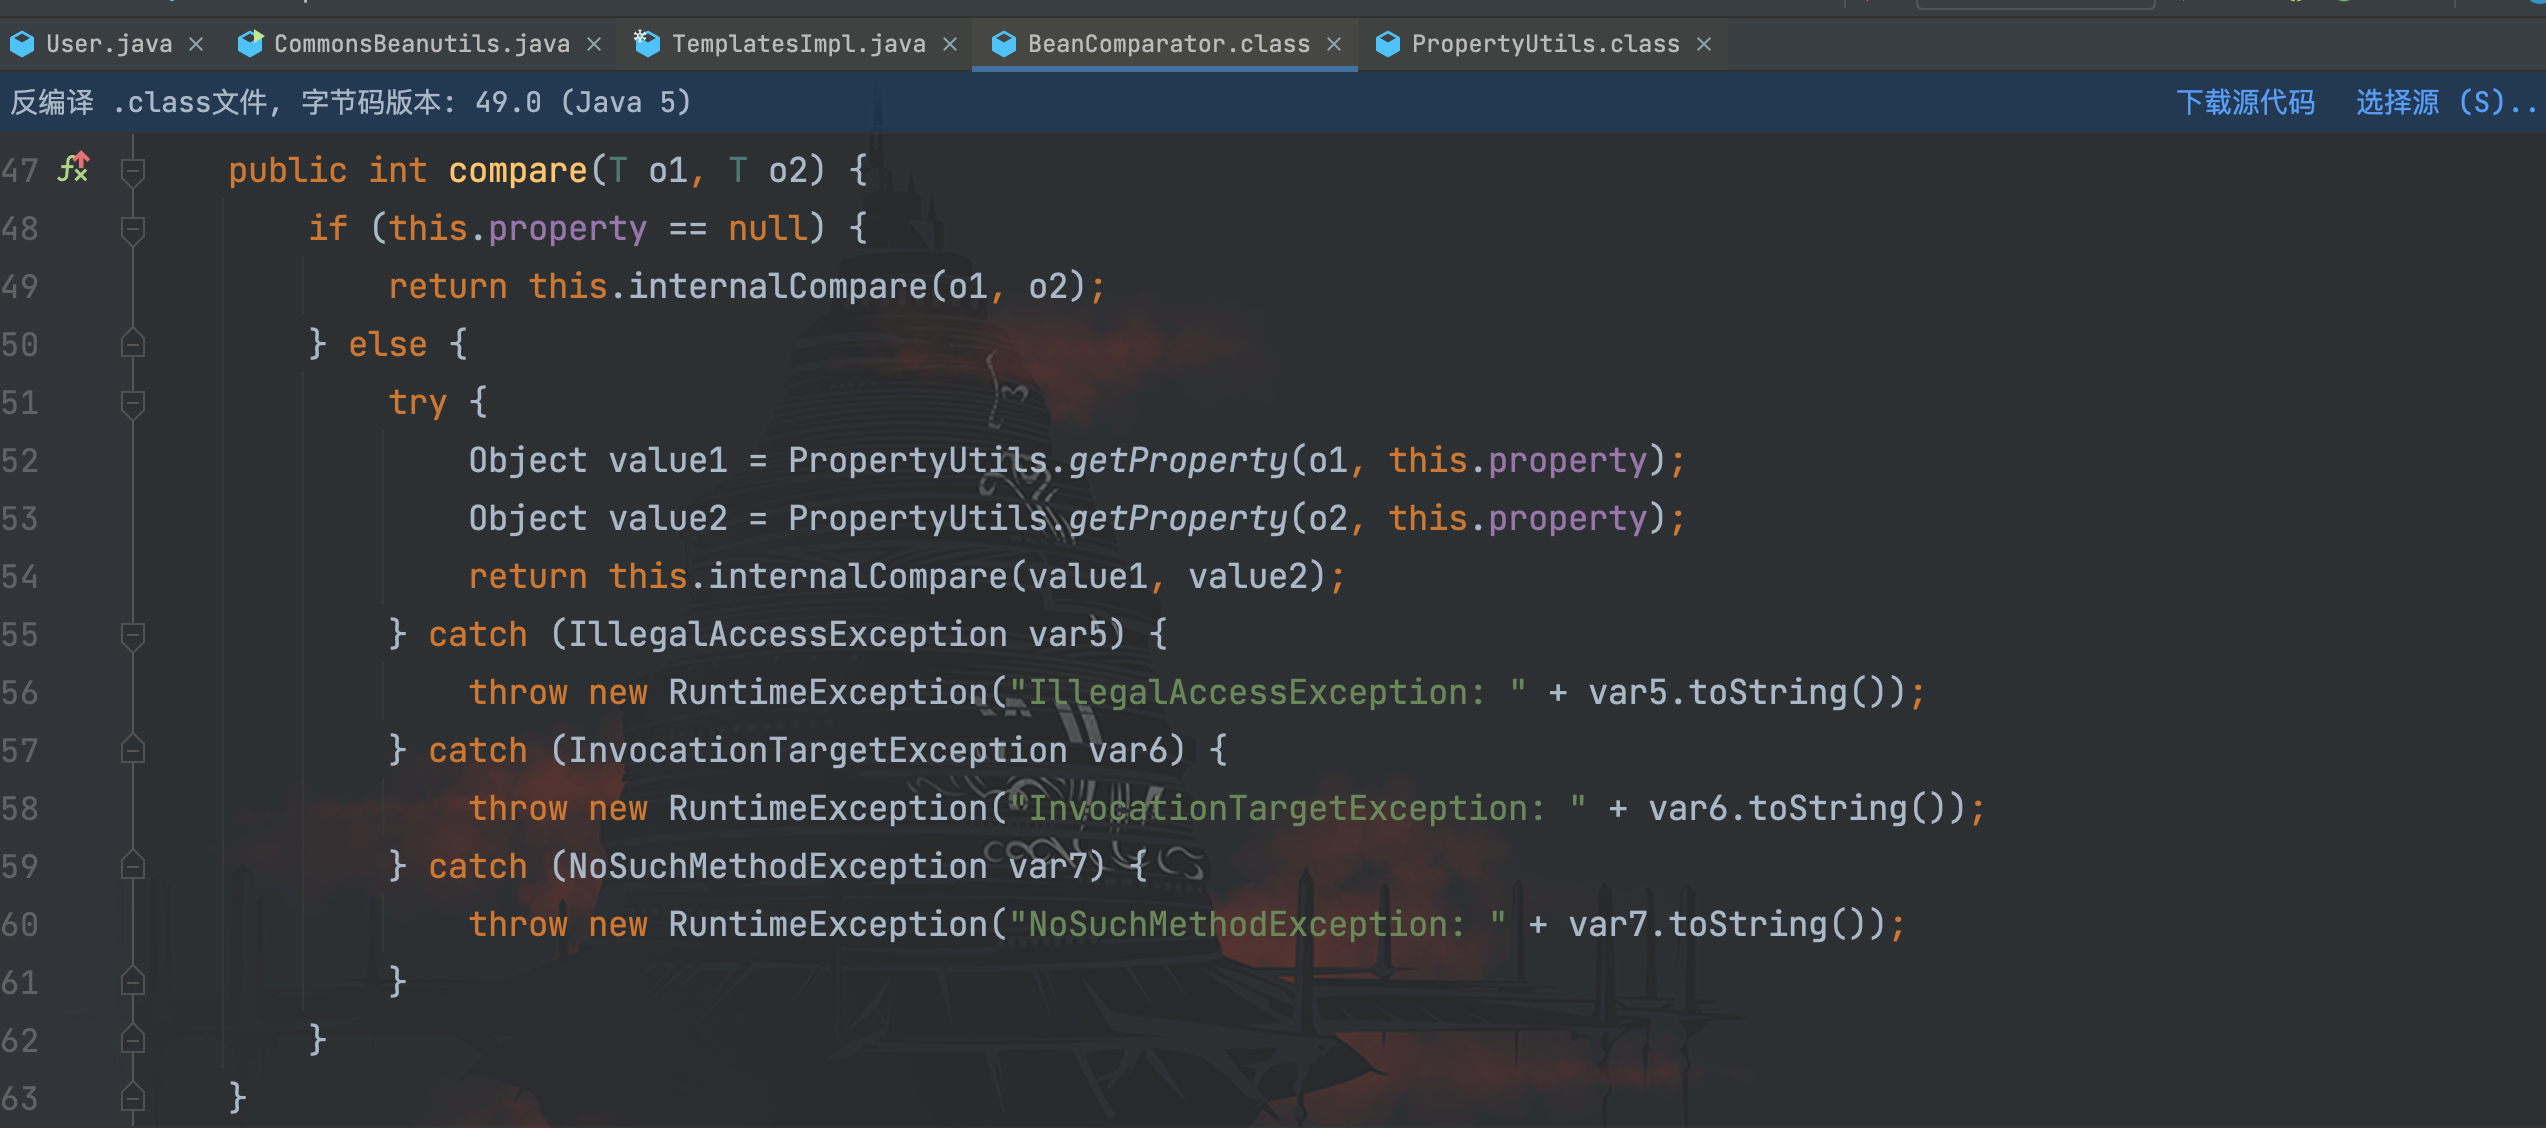 User.java CommonsBeanutils.java TemplatesImpl.java BeanComparator.class PropertyUtils.class
反编译 .class文件, 字节码版本: 49.0 (Java 5) 下载源代码 选择源 (S)..
47 public int compare(T o1, T o2) {
48 if (this.property == null) {
49 return this.internalCompare(o1, o2);
50 } else {
51 try {
52 Object value1 = PropertyUtils.getProperty(o1, this.property);
53 Object value2 = PropertyUtils.getProperty(o2, this.property);
54 return this.internalCompare(value1, value2);
55 } catch (IllegalAccessException var5) {
56 throw new RuntimeException("IllegalAccessException: " + var5.toString());
57 } catch (InvocationTargetException var6) {
58 throw new RuntimeException("InvocationTargetException: " + var6.toString());
59 } catch (NoSuchMethodException var7) {
60 throw new RuntimeException("NoSuchMethodException: " + var7.toString());
61 }
62 }
63 }